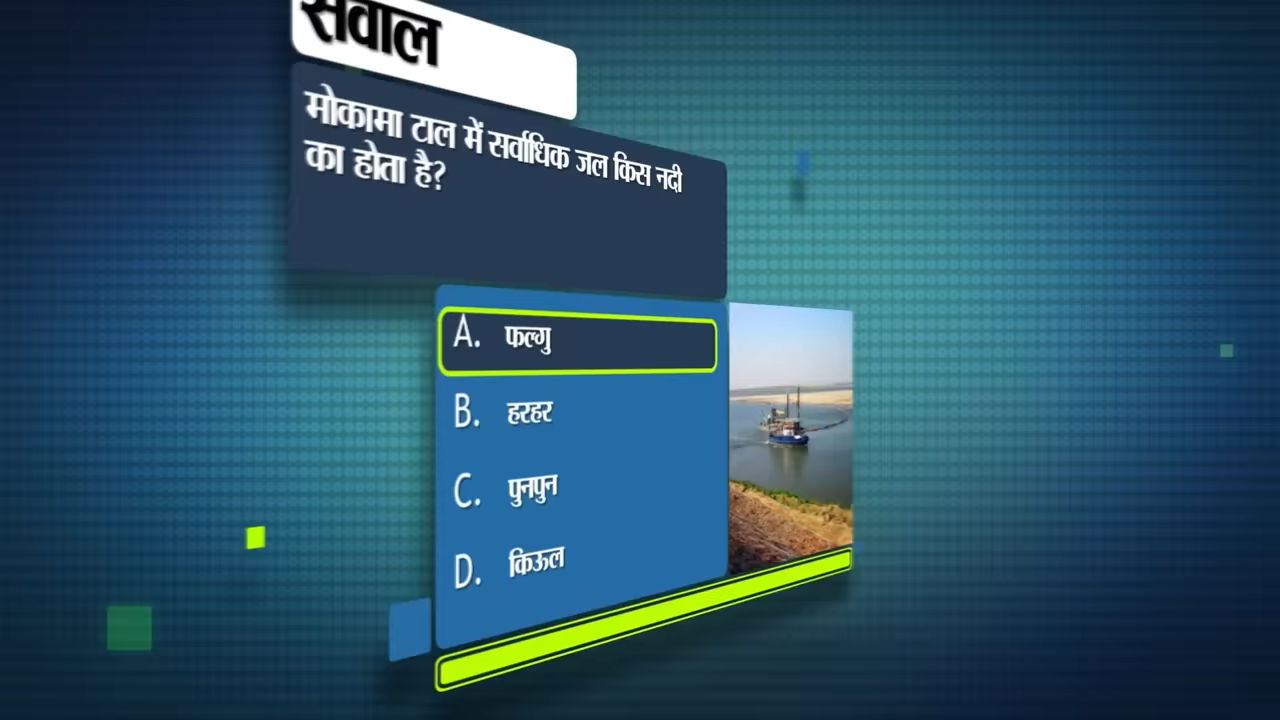 सवाल
मोकामा टाल में सर्वाधिक जल किस नदी
का होता है?
A. फल्गु
B. हरहर
C. पुनपुन
D. किऊल